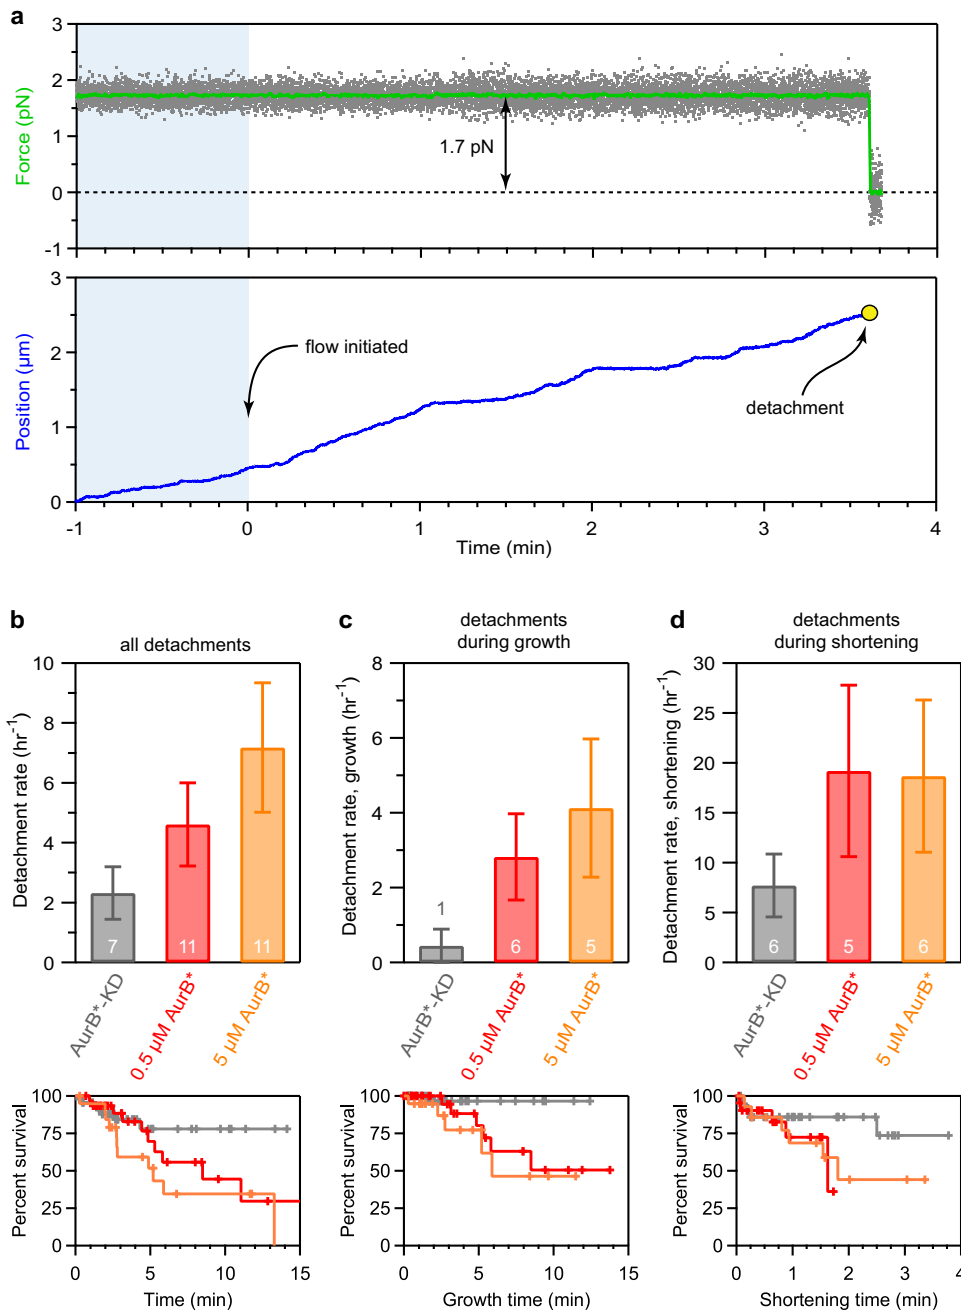 a
3
2
1
0
-1
Force (pN)
1.7 pN
3
2
1
0
Position (µm)
flow initiated
detachment
-1
0
1
2
3
4
Time (min)
b
all detachments
10
8
6
4
2
0
Detachment rate (hr⁻¹)
7
11
11
AurB*-KD
0.5 µM AurB*
5 µM AurB*
100
75
50
25
0
Percent survival
0
5
10
15
Time (min)
c
detachments
during growth
8
6
4
2
0
Detachment rate, growth (hr⁻¹)
1
6
5
AurB*-KD
0.5 µM AurB*
5 µM AurB*
100
75
50
25
0
Percent survival
0
5
10
15
Growth time (min)
d
detachments
during shortening
30
25
20
15
10
5
0
Detachment rate, shortening (hr⁻¹)
6
5
6
AurB*-KD
0.5 µM AurB*
5 µM AurB*
100
75
50
25
0
Percent survival
0
1
2
3
4
Shortening time (min)